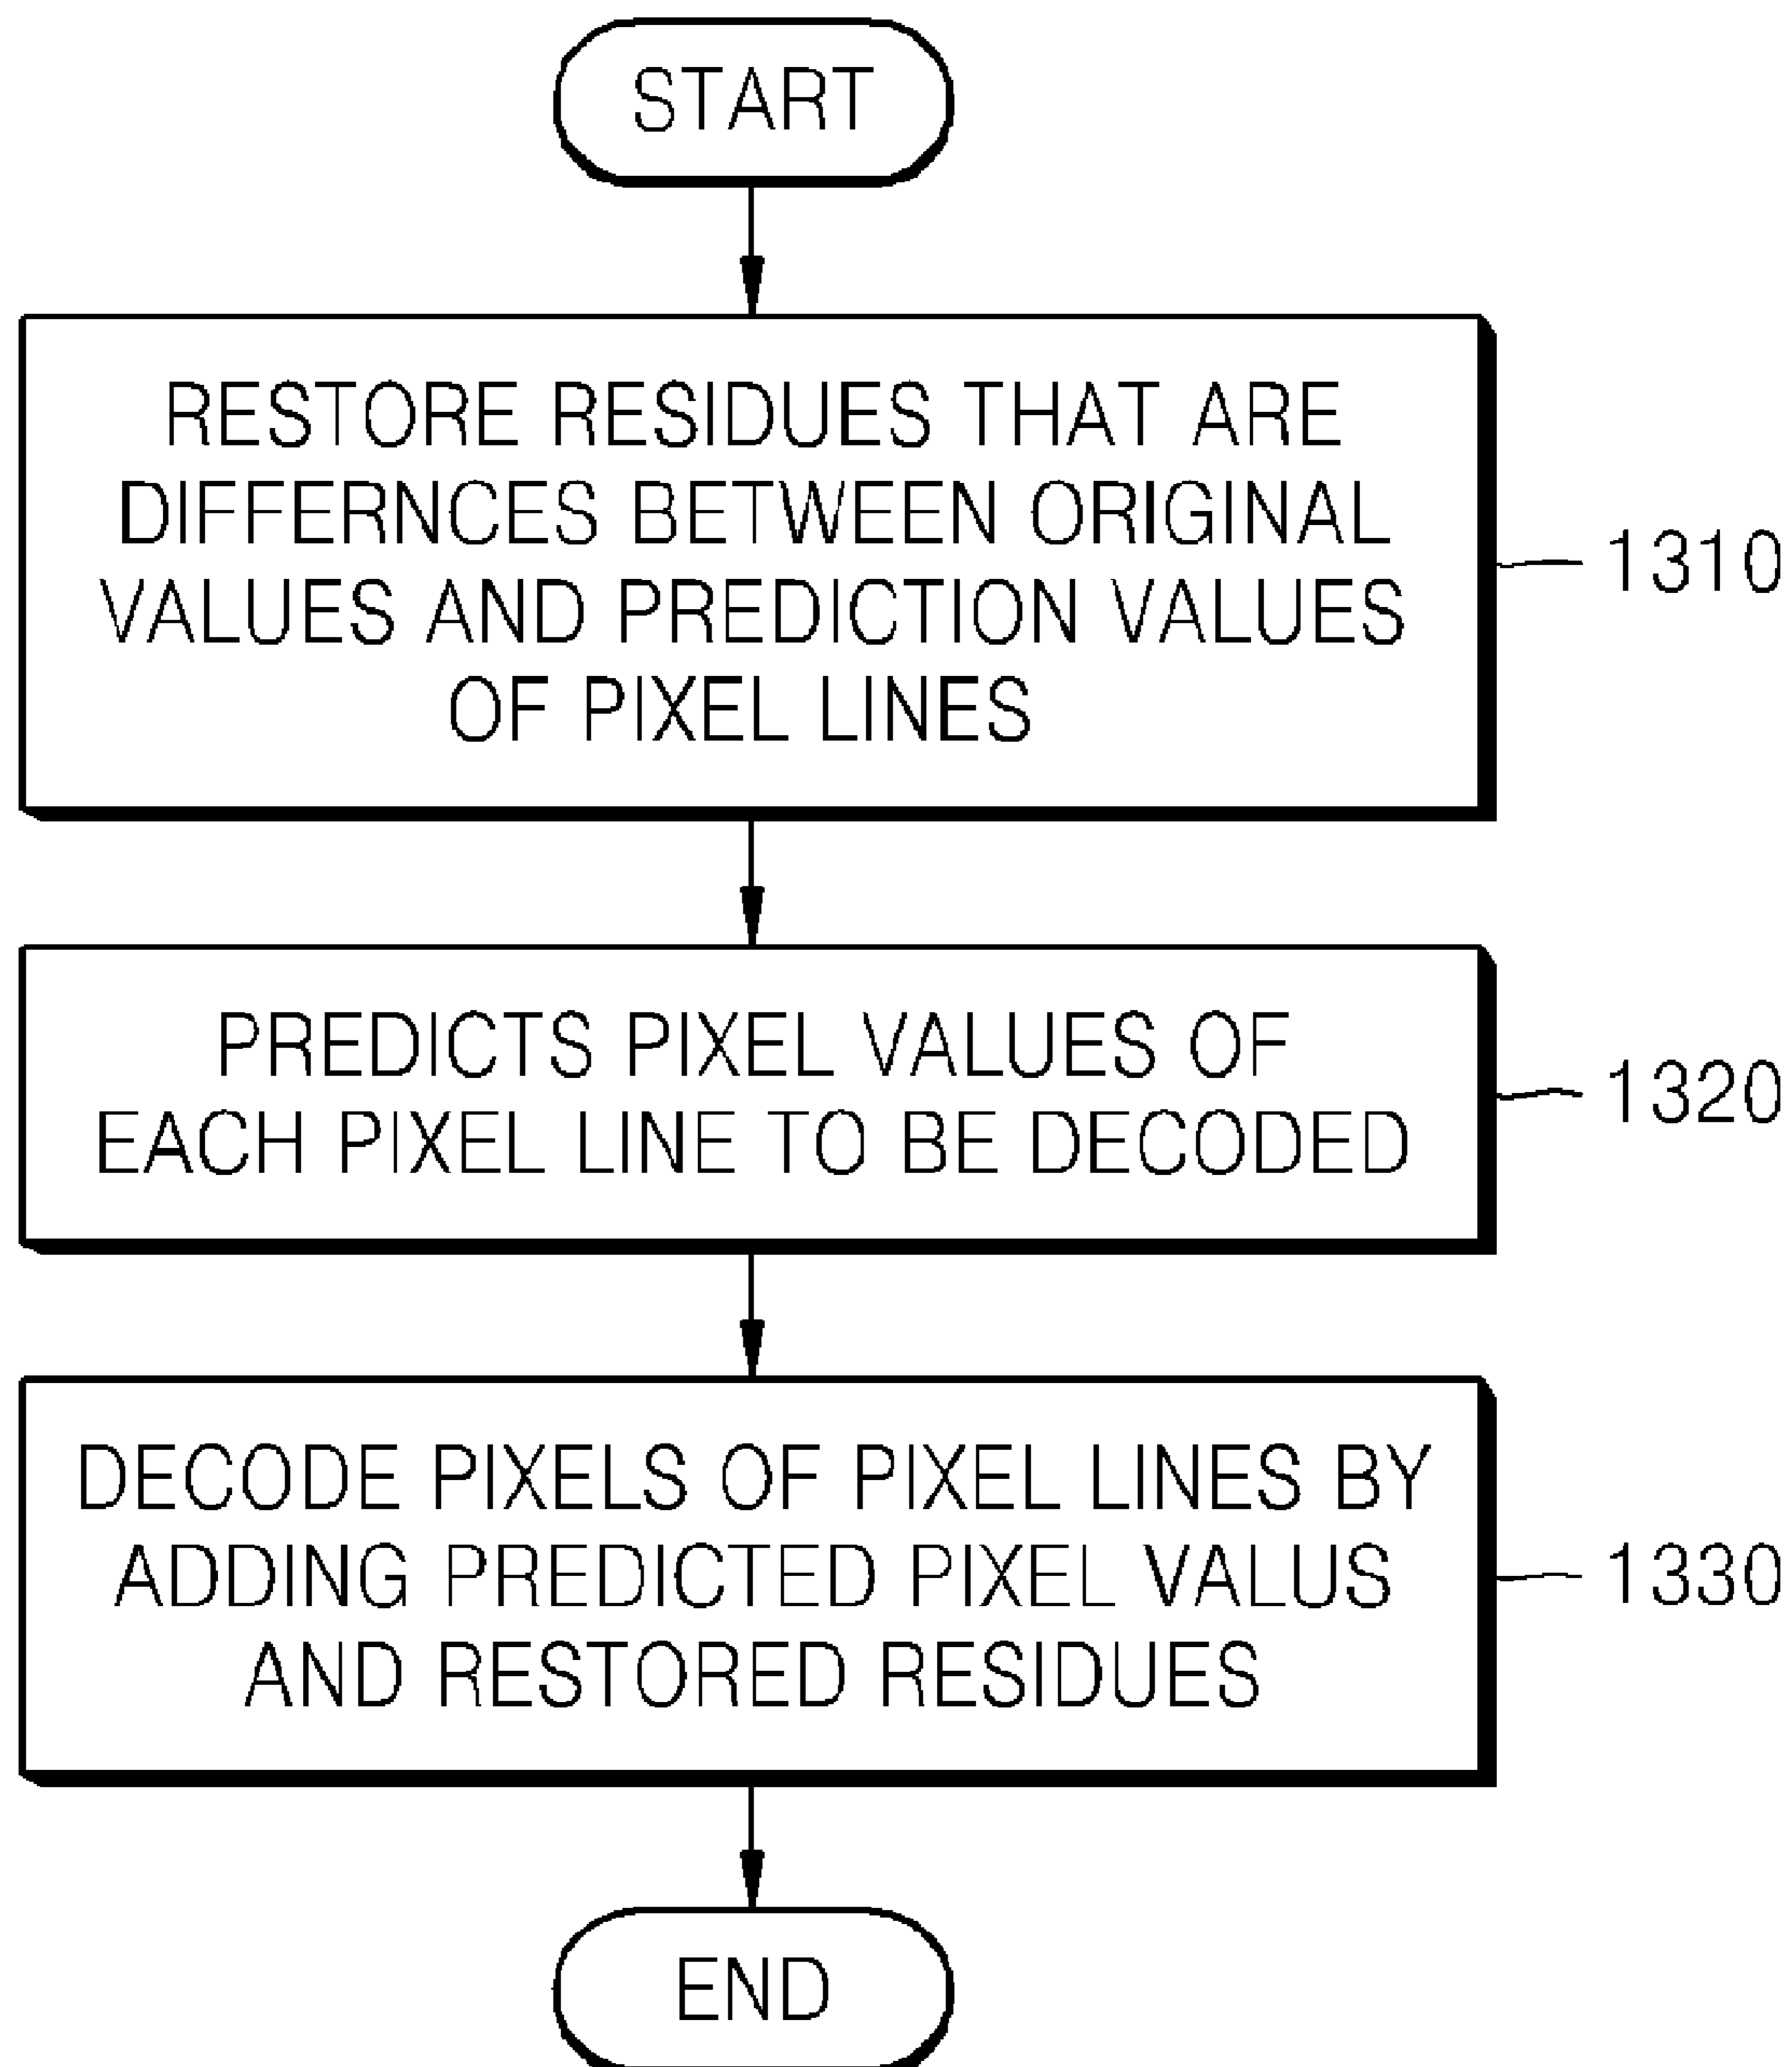 START
RESTORE RESIDUES THAT ARE
DIFFERNCES BETWEEN ORIGINAL
VALUES AND PREDICTION VALUES
OF PIXEL LINES
1310
PREDICTS PIXEL VALUES OF
EACH PIXEL LINE TO BE DECODED
1320
DECODE PIXELS OF PIXEL LINES BY
ADDING PREDICTED PIXEL VALUS
AND RESTORED RESIDUES
1330
END